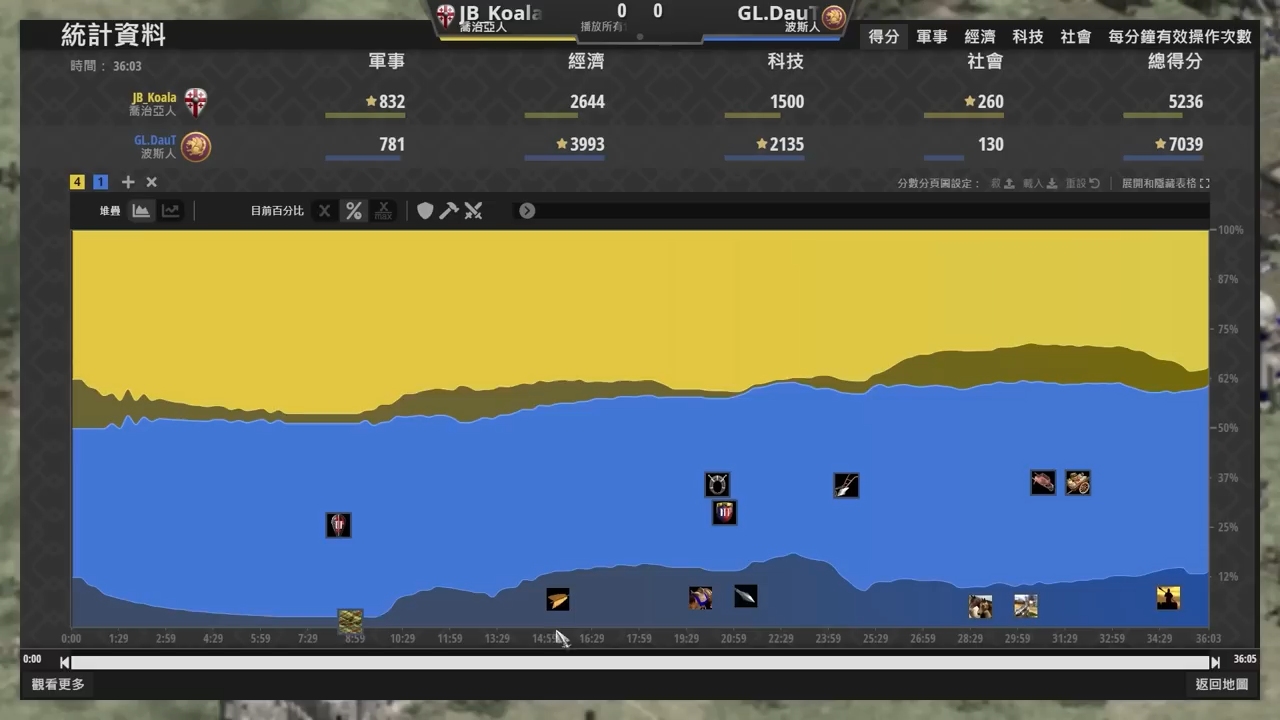 JB_Koala 0 0 GL.DauT
喬治亞人 播放所有 波斯人
統計資料
得分 軍事 經濟 科技 社會 每分鐘有效操作次數
時間： 36:03
軍事 經濟 科技 社會 總得分
JB_Koala
喬治亞人
832 2644 1500 260 5236
GL.DauT
波斯人
781 3993 2135 130 7039
4 1
分數分頁圖設定： 載入 重設 展開和隱藏表格
堆疊 目前百分比 X % X MAX
100%
87%
75%
62%
50%
37%
25%
12%
0:00 1:29 2:59 4:29 5:59 7:29 8:59 10:29 11:59 13:29 14:59 16:29 17:59 19:29 20:59 22:29 23:59 25:29 26:59 28:29 29:59 31:29 32:59 34:29 36:03
0:00 36:05
觀看更多 返回地圖